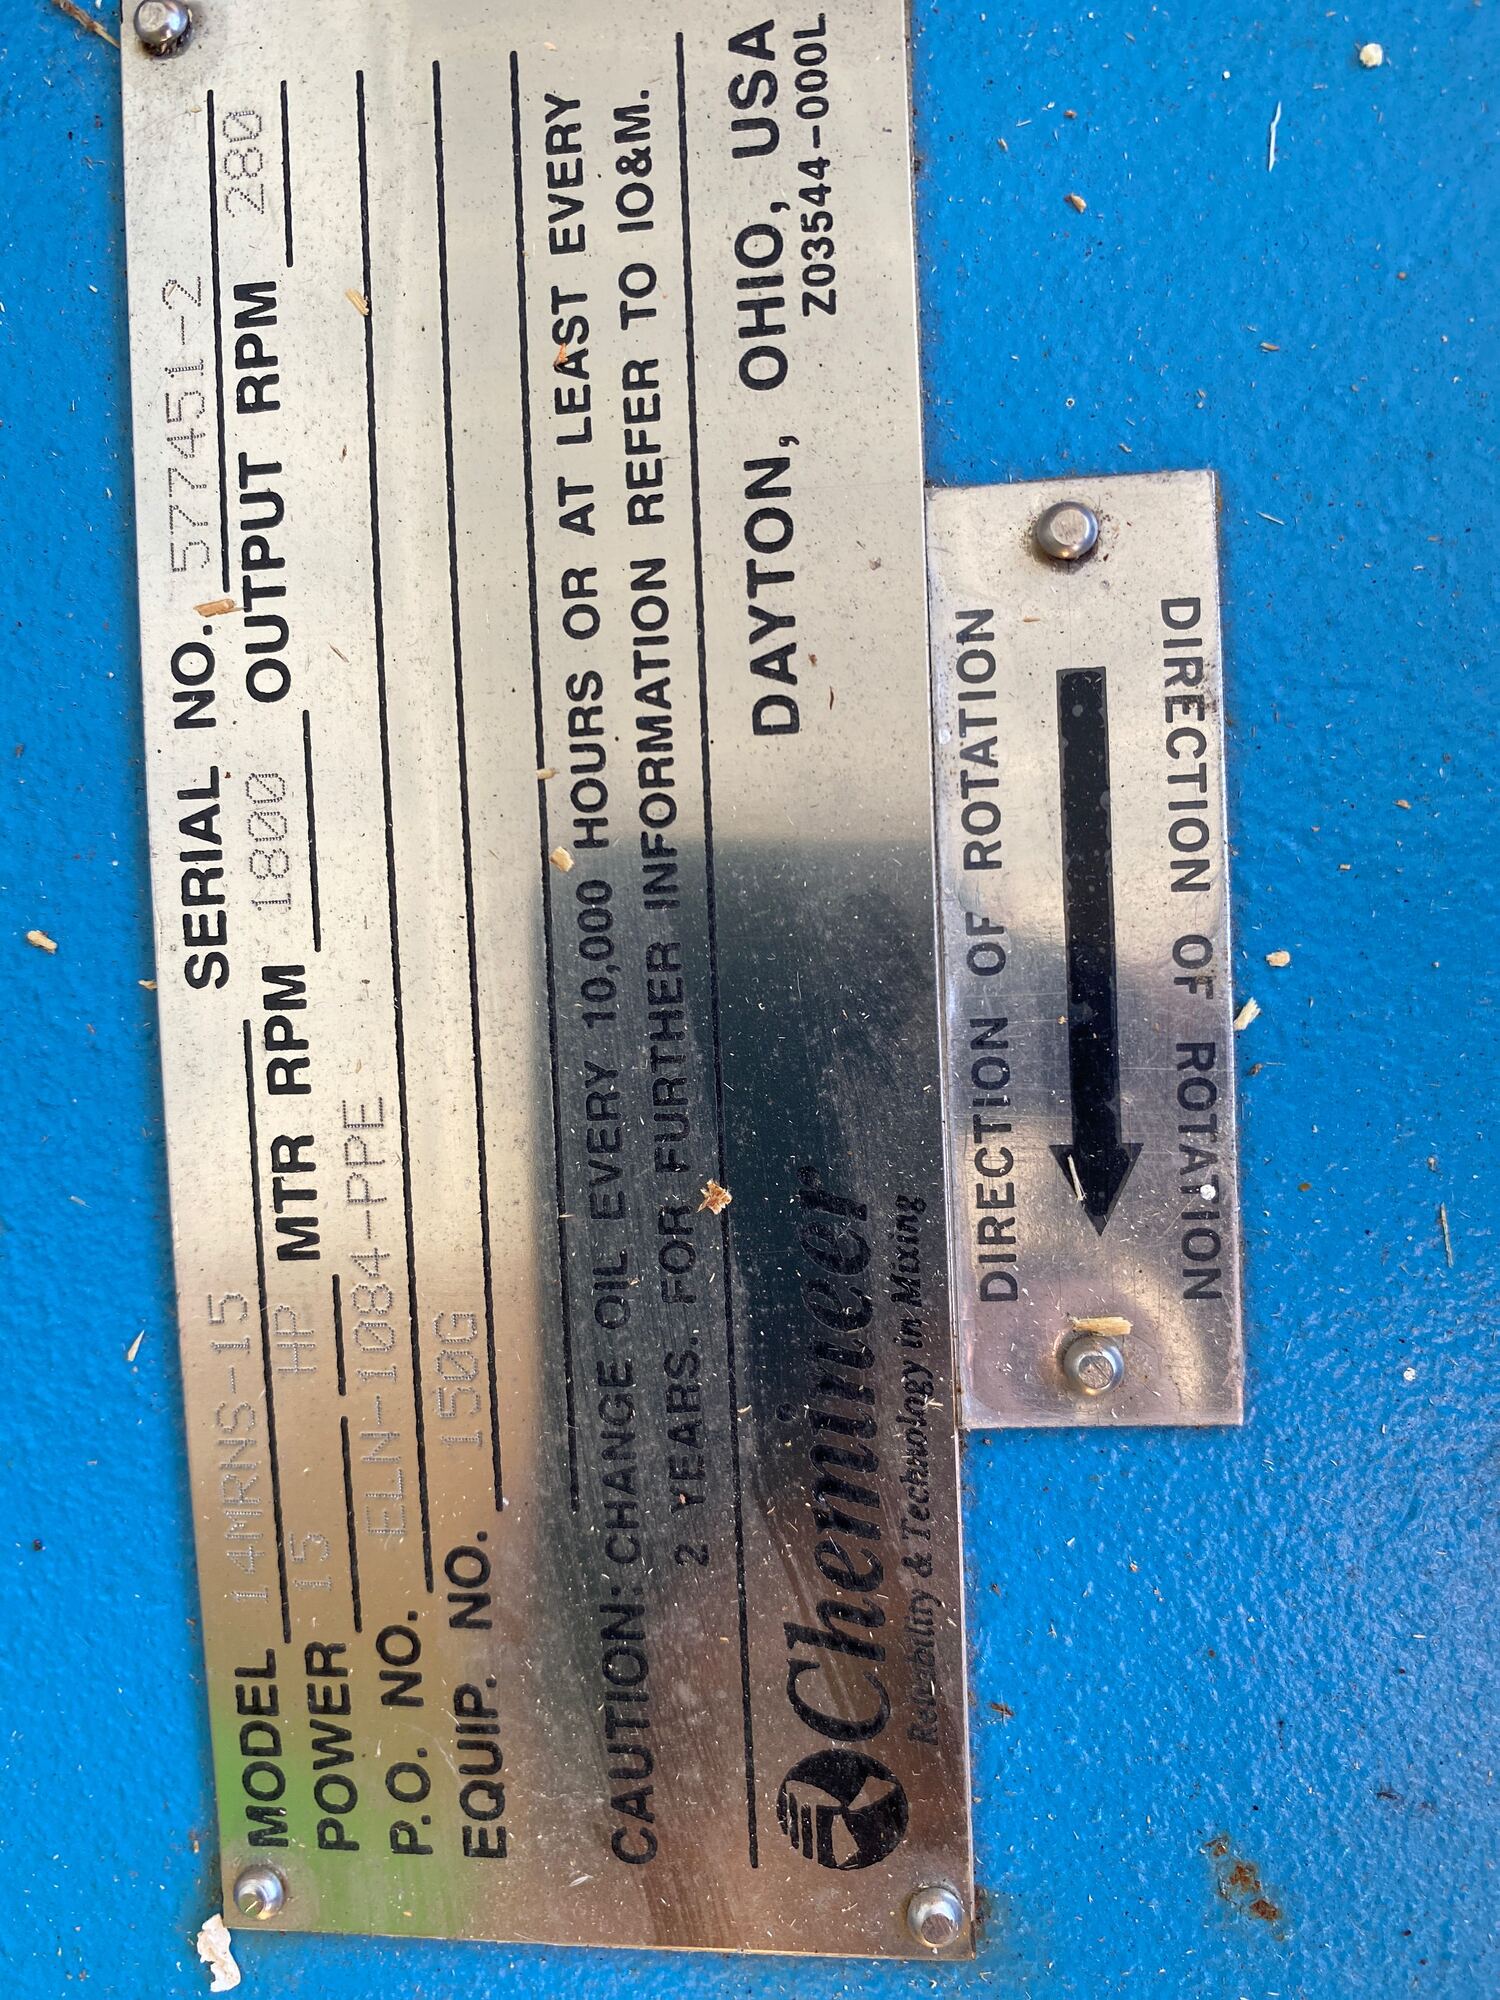 MODEL 14MRNS-15 SERIAL NO. 577451-2
POWER 15 HP MTR RPM 1800 OUTPUT RPM 280
P.O. NO. ELN-1084-PPE
EQUIP. NO. 150G
CAUTION: CHANGE OIL EVERY 10,000 HOURS OR AT LEAST EVERY
2 YEARS. FOR FURTHER INFORMATION REFER TO IO&M.
Chemineer DAYTON, OHIO, USA
Reliability & Technology in Mixing Z03544-000L
DIRECTION OF ROTATION
DIRECTION OF ROTATION